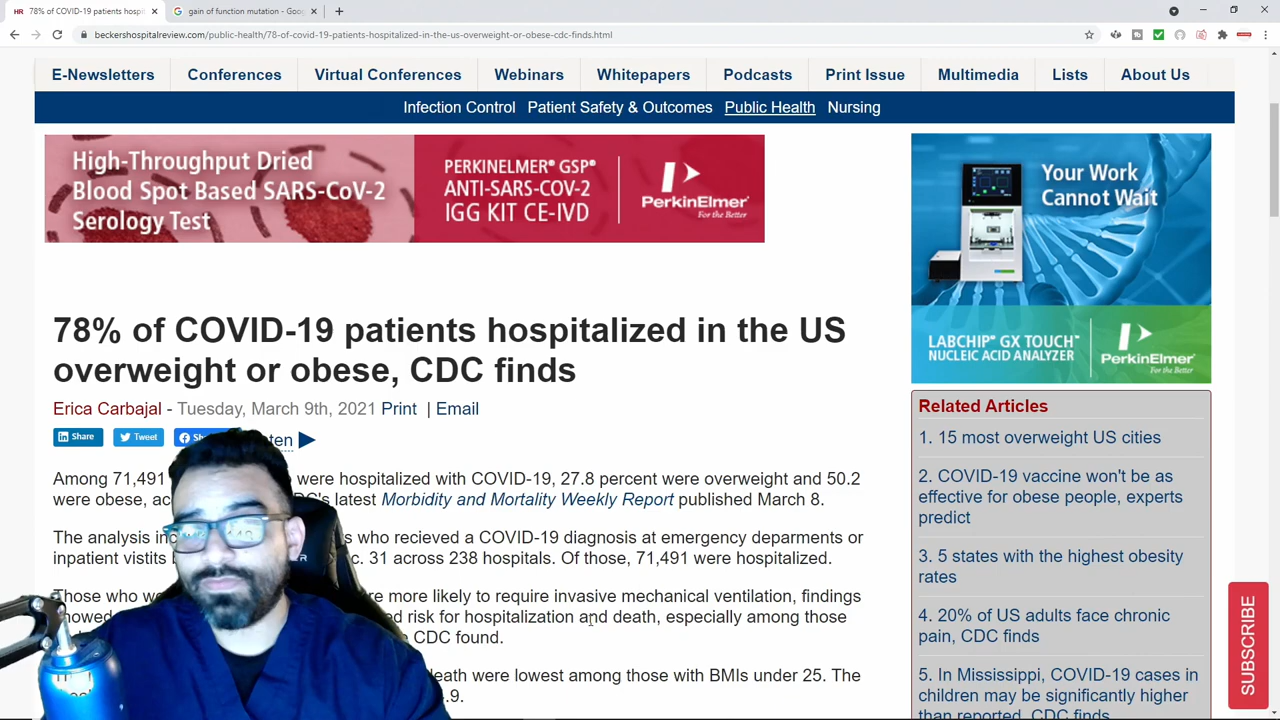 78% of COVID-19 patients hospi
gain of function mutation - Goog
beckershospitalreview.com/public-health/78-of-covid-19-patients-hospitalized-in-the-us-overweight-or-obese-cdc-finds.html
E-Newsletters Conferences Virtual Conferences Webinars Whitepapers Podcasts Print Issue Multimedia Lists About Us
Infection Control Patient Safety & Outcomes Public Health Nursing
High-Throughput Dried
Blood Spot Based SARS-CoV-2
Serology Test
PERKINELMER® GSP®
ANTI-SARS-COV-2
IGG KIT CE-IVD
PerkinElmer
For the Better
Your Work
Cannot Wait
LABCHIP® GX TOUCH™
NUCLEIC ACID ANALYZER
PerkinElmer
For the Better
78% of COVID-19 patients hospitalized in the US
overweight or obese, CDC finds
Erica Carbajal - Tuesday, March 9th, 2021 Print | Email
Share Tweet
Among 71,491 were hospitalized with COVID-19, 27.8 percent were overweight and 50.2
were obese, latest Morbidity and Mortality Weekly Report published March 8.
The analysis who recieved a COVID-19 diagnosis at emergency deparments or
inpatient vistits 31 across 238 hospitals. Of those, 71,491 were hospitalized.
Those who more likely to require invasive mechanical ventilation, findings
risk for hospitalization and death, especially among those
CDC found.
were lowest among those with BMIs under 25. The
Related Articles
1. 15 most overweight US cities
2. COVID-19 vaccine won't be as
effective for obese people, experts
predict
3. 5 states with the highest obesity
rates
4. 20% of US adults face chronic
pain, CDC finds
5. In Mississippi, COVID-19 cases in
children may be significantly higher
than reported, CDC finds
SUBSCRIBE